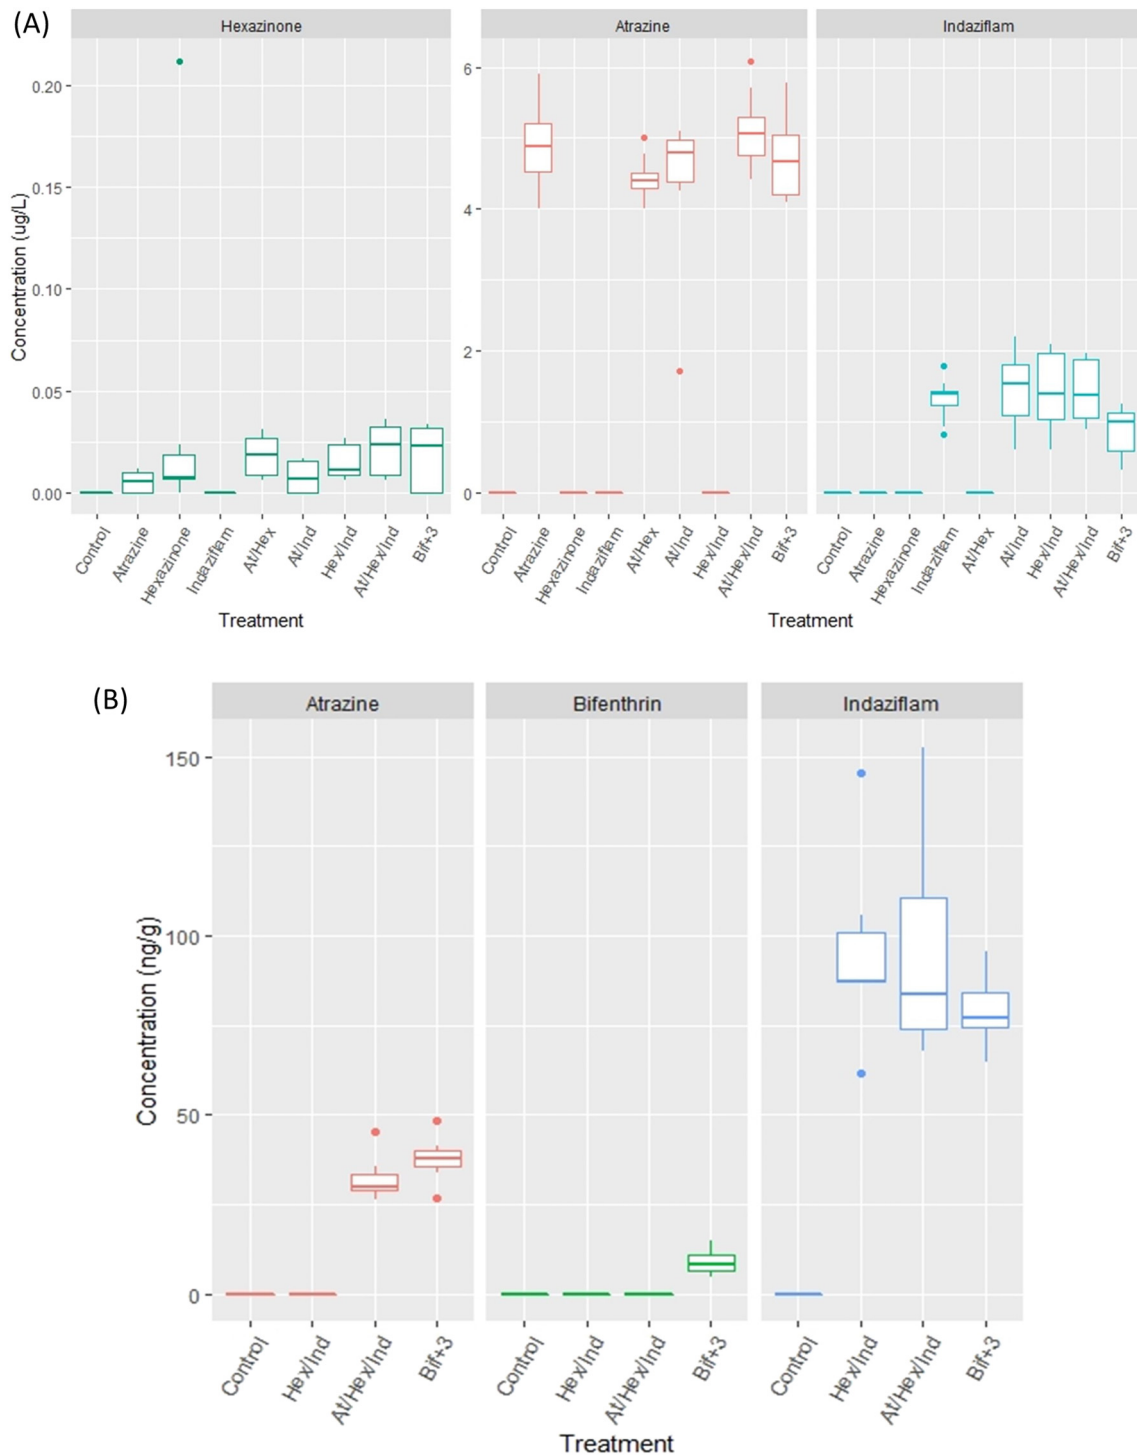 (A)
Hexazinone Atrazine Indaziflam
Concentration (ug/L)
0.20
0.15
0.10
0.05
0.00
6
4
2
0
Control Atrazine Hexazinone Indaziflam At/Hex At/Ind Hex/Ind At/Hex/Ind Bif+3
Control Atrazine Hexazinone Indaziflam At/Hex At/Ind Hex/Ind At/Hex/Ind Bif+3
Control Atrazine Hexazinone Indaziflam At/Hex At/Ind Hex/Ind At/Hex/Ind Bif+3
Treatment Treatment
(B)
Atrazine Bifenthrin Indaziflam
Concentration (ng/g)
150
100
50
0
Control Hex/Ind At/Hex/Ind Bif+3
Control Hex/Ind At/Hex/Ind Bif+3
Control Hex/Ind At/Hex/Ind Bif+3
Treatment